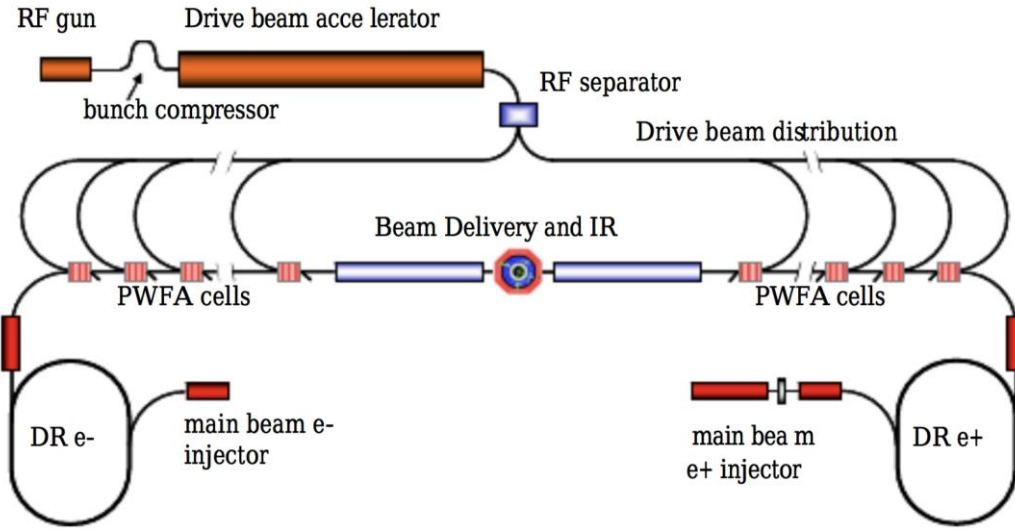 RF gun
Drive beam acce lerator
bunch compressor
RF separator
Drive beam distribution
Beam Delivery and IR
PWFA cells
PWFA cells
DR e-
main beam e-
injector
main bea m
e+ injector
DR e+